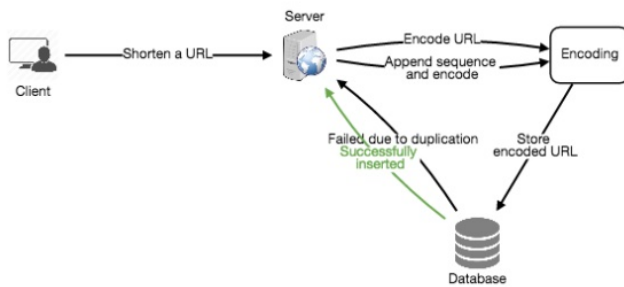 Server
Encode URL
Shorten a URL
Append sequence
and encode
Encoding
Client
Failed due to duplication
Successfully
inserted
Store
encoded URL
Database